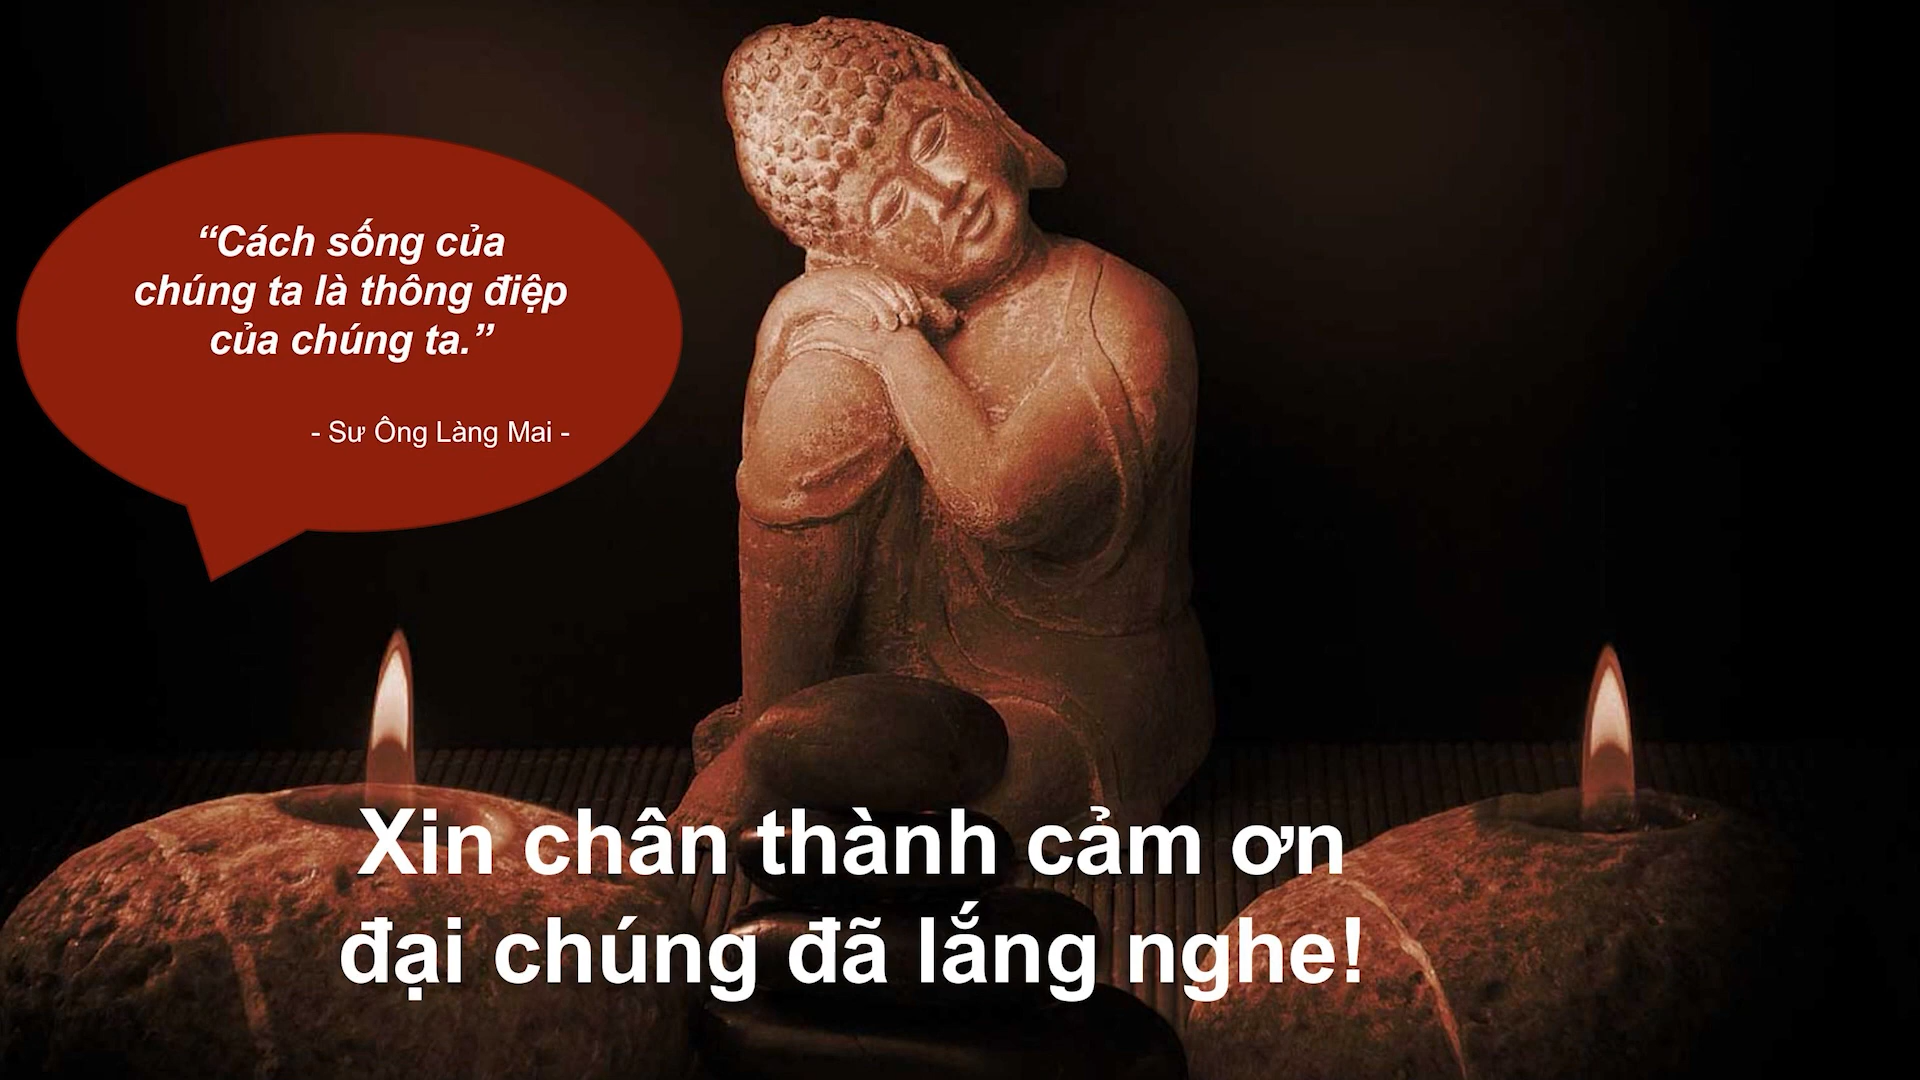 “Cách sống của
chúng ta là thông điệp
của chúng ta.”
- Sư Ông Làng Mai -
Xin chân thành cảm ơn
đại chúng đã lắng nghe!